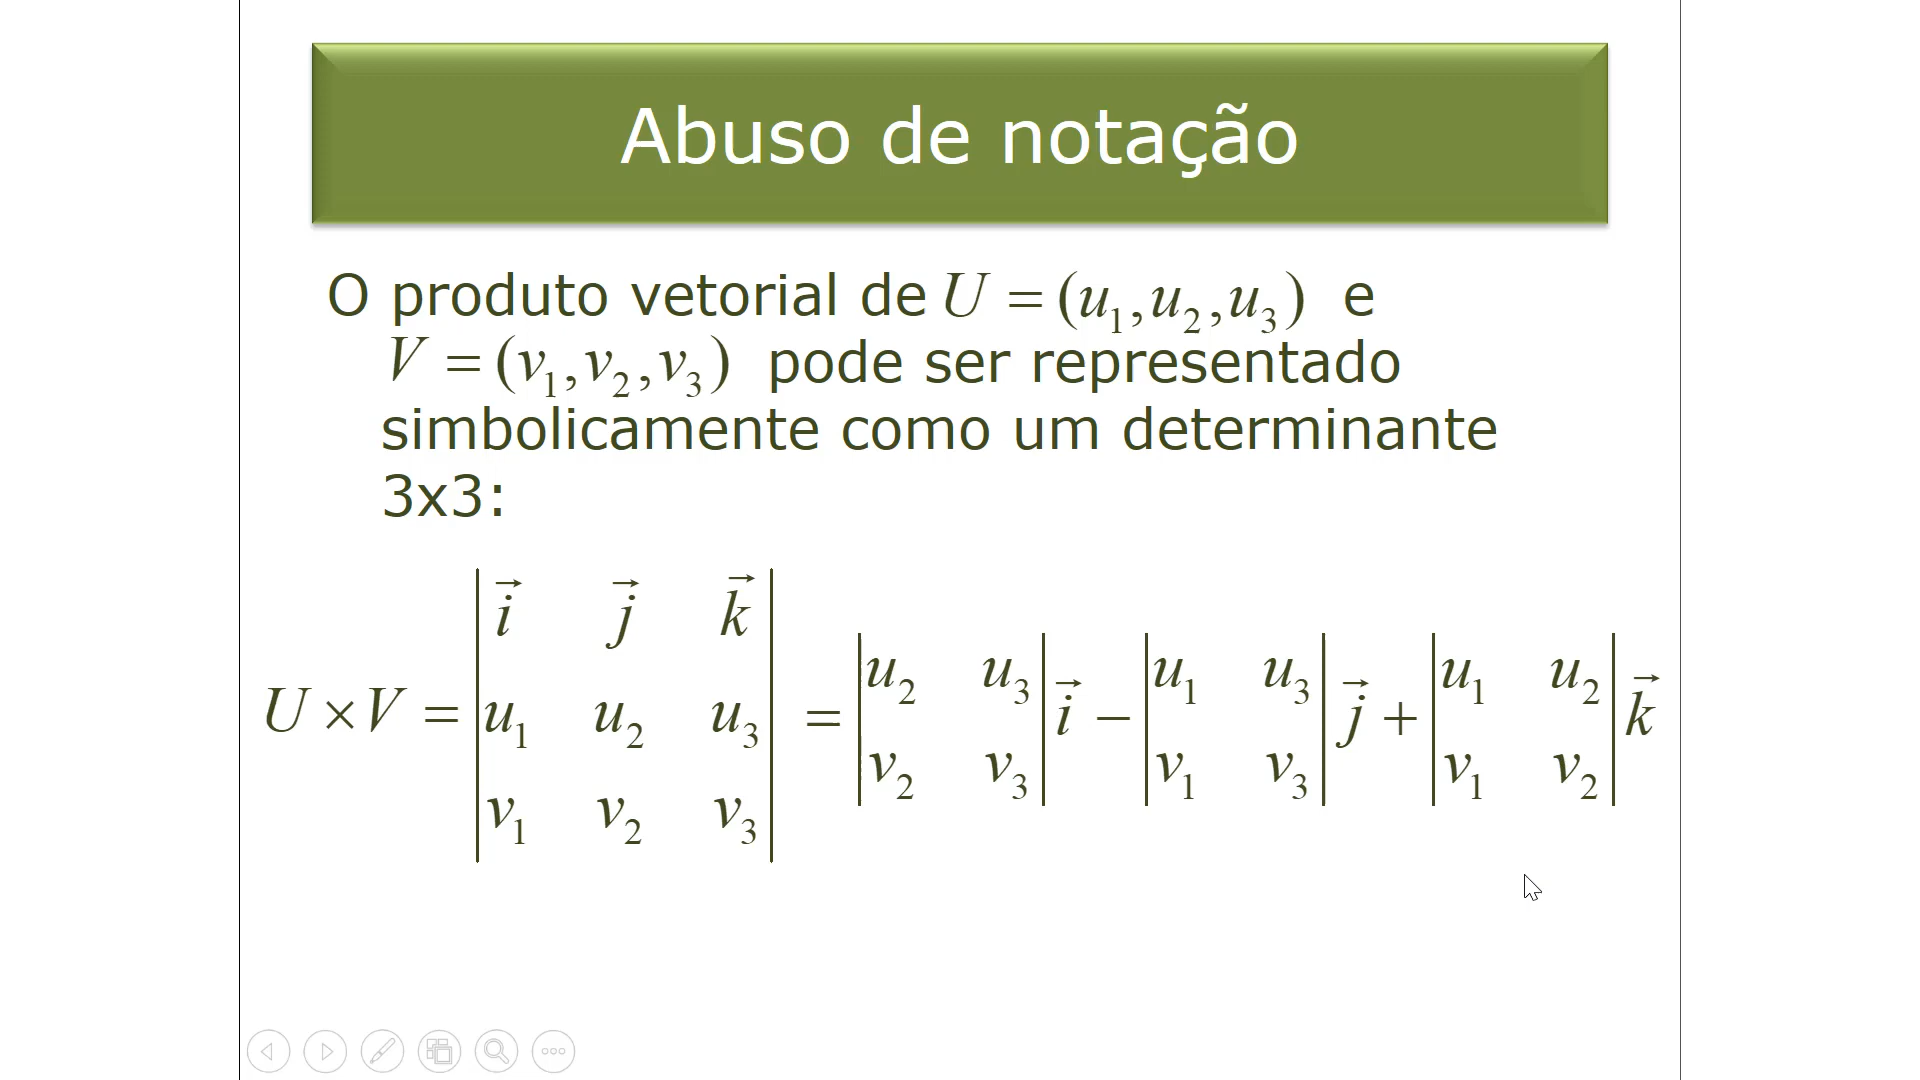 Abuso de notação
O produto vetorial de U = (u₁,u₂,u₃) e
V = (v₁,v₂,v₃) pode ser representado
simbolicamente como um determinante
3x3:
U × V = | i⃗ j⃗ k⃗ ; u₁ u₂ u₃ ; v₁ v₂ v₃ | = | u₂ u₃ ; v₂ v₃ | i⃗ − | u₁ u₃ ; v₁ v₃ | j⃗ + | u₁ u₂ ; v₁ v₂ | k⃗